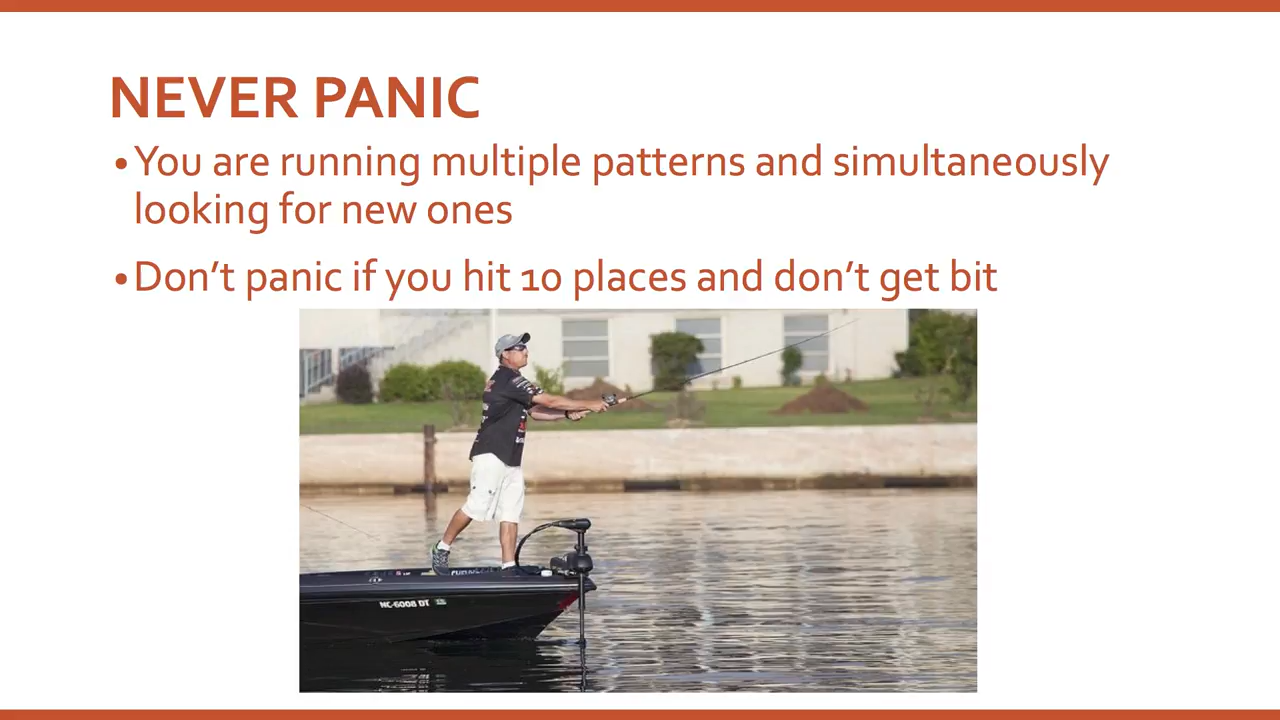 NEVER PANIC
•You are running multiple patterns and simultaneously
looking for new ones
•Don't panic if you hit 10 places and don't get bit
NC-6008 DT